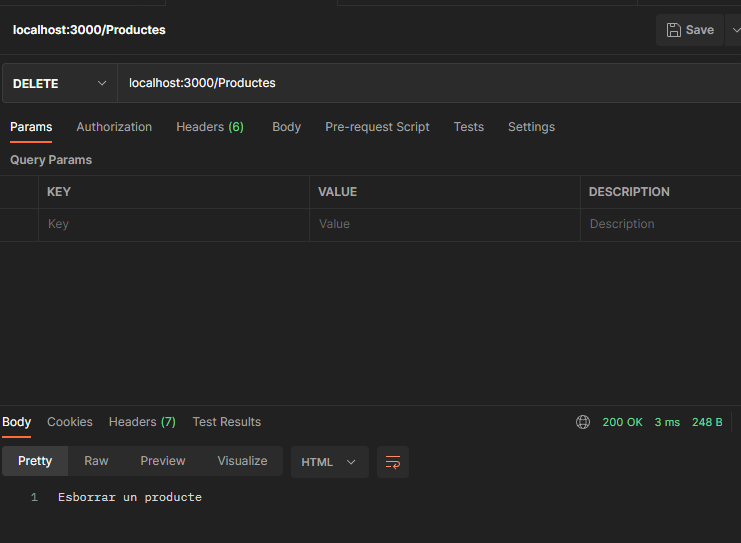 localhost:3000/Productes
Save
DELETE localhost:3000/Productes
Params Authorization Headers (6) Body Pre-request Script Tests Settings
Query Params
KEY VALUE DESCRIPTION
Key Value Description
Body Cookies Headers (7) Test Results 200 OK 3 ms 248 B
Pretty Raw Preview Visualize HTML
1 Esborrar un producte